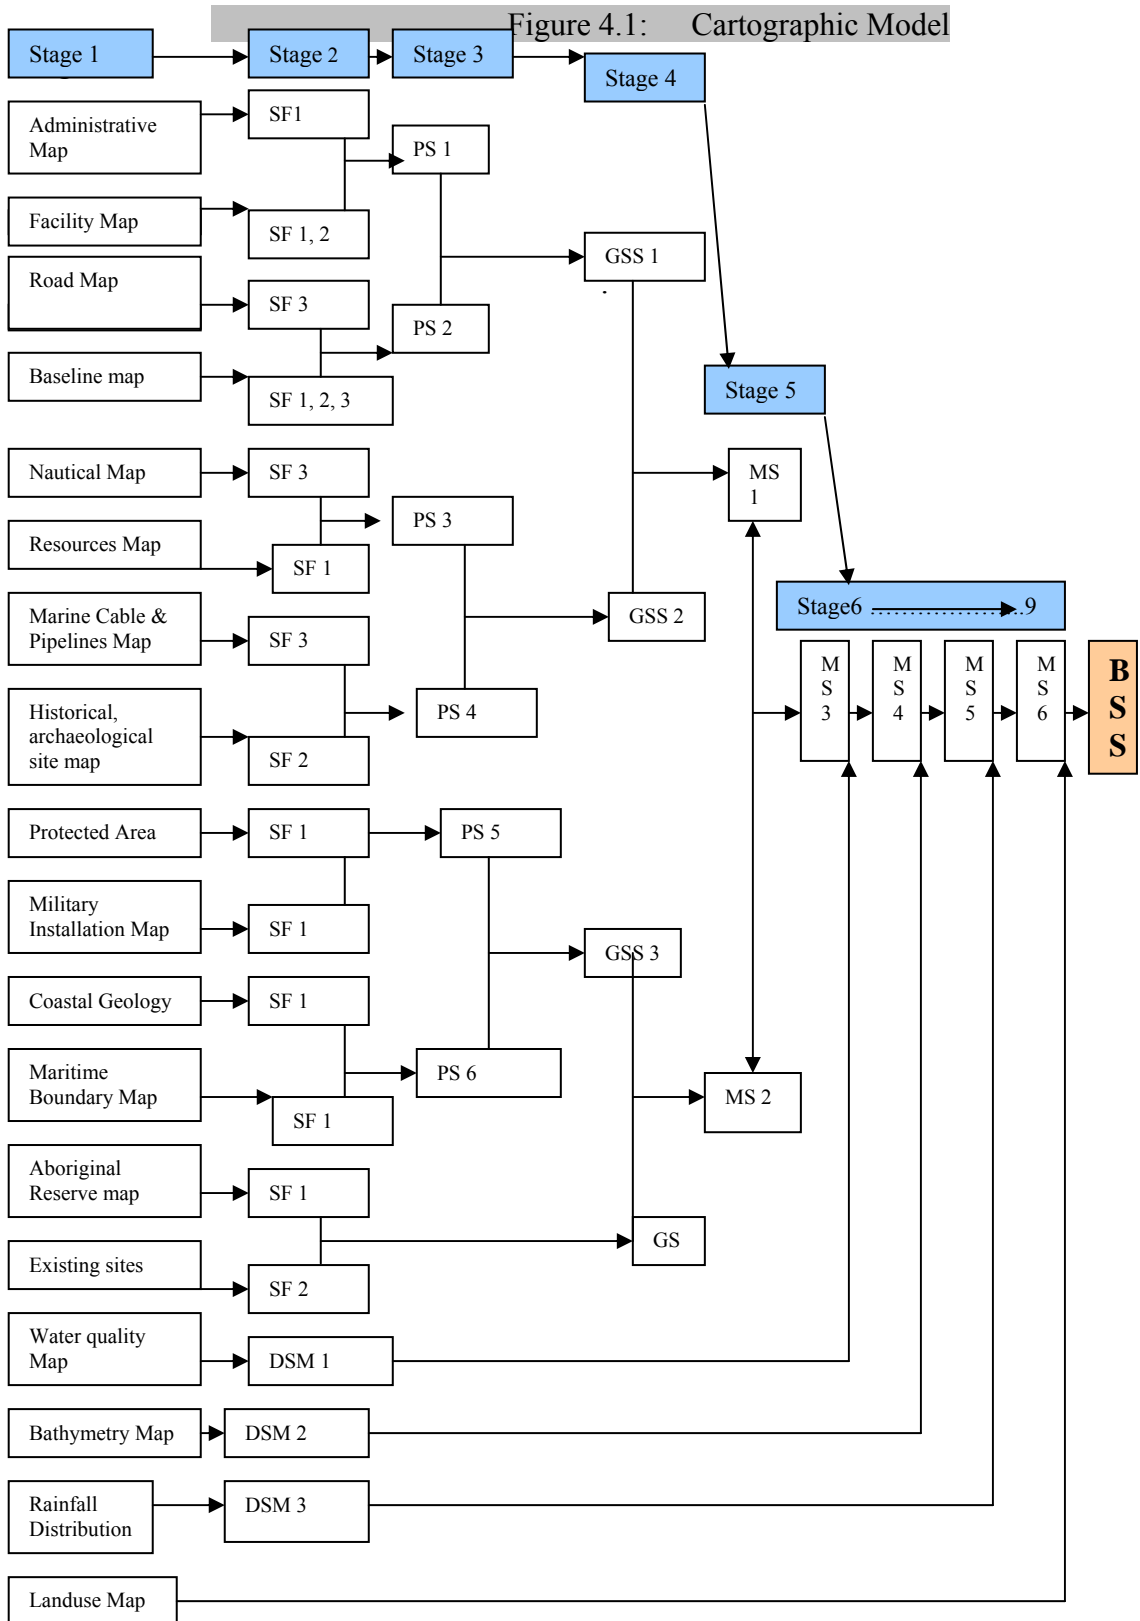 Figure 4.1: Cartographic Model
Stage 1
Stage 2
Stage 3
Stage 4
Administrative
Map
SF1
PS 1
Facility Map
SF 1, 2
GSS 1
Road Map
SF 3
PS 2
Baseline map
SF 1, 2, 3
Stage 5
Nautical Map
SF 3
PS 3
MS
1
Resources Map
SF 1
Stage6 ......................9
Marine Cable &
Pipelines Map
SF 3
GSS 2
M
S
3
M
S
4
M
S
5
M
S
6
B
S
S
Historical,
archaeological
site map
SF 2
PS 4
Protected Area
SF 1
PS 5
Military
Installation Map
SF 1
GSS 3
Coastal Geology
SF 1
Maritime
Boundary Map
SF 1
PS 6
MS 2
Aboriginal
Reserve map
SF 1
GS
Existing sites
SF 2
Water quality
Map
DSM 1
Bathymetry Map
DSM 2
Rainfall
Distribution
DSM 3
Landuse Map